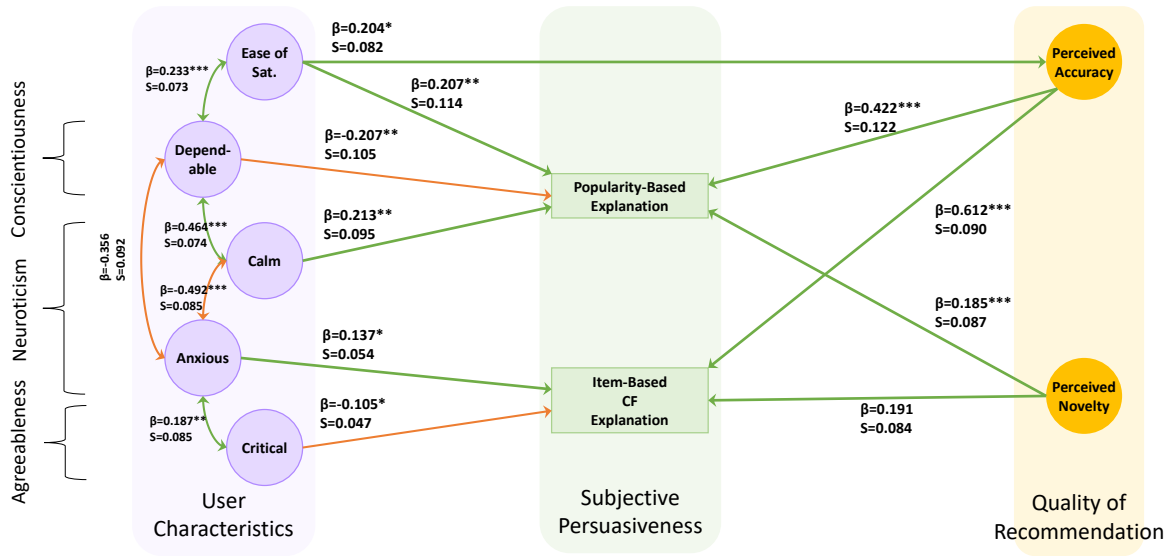 β=0.204*
S=0.082
Ease of
Sat.
β=0.233***
S=0.073
Perceived
Accuracy
β=0.207**
S=0.114
β=0.422***
S=0.122
Conscientiousness
Depend-
able
β=-0.207**
S=0.105
Popularity-Based
Explanation
β=0.464***
S=0.074
β=0.213**
S=0.095
β=0.612***
S=0.090
β=-0.356
S=0.092
Calm
Neuroticism
β=-0.492***
S=0.085
β=0.185***
S=0.087
Anxious
β=0.137*
S=0.054
Item-Based
CF
Explanation
Perceived
Novelty
β=-0.105*
S=0.047
β=0.191
S=0.084
Agreeableness
β=0.187**
S=0.085
Critical
User
Characteristics
Subjective
Persuasiveness
Quality of
Recommendation